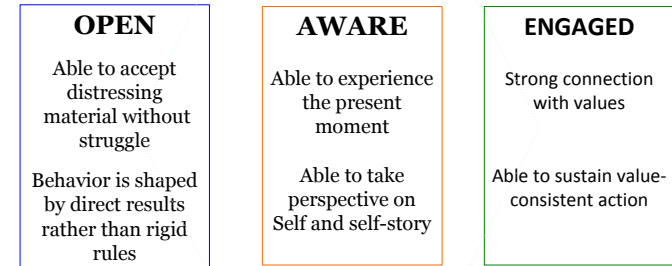 OPEN
Able to accept
distressing
material without
struggle
Behavior is shaped
by direct results
rather than rigid
rules
AWARE
Able to experience
the present
moment
Able to take
perspective on
Self and self-story
ENGAGED
Strong connection
with values
Able to sustain value-
consistent action